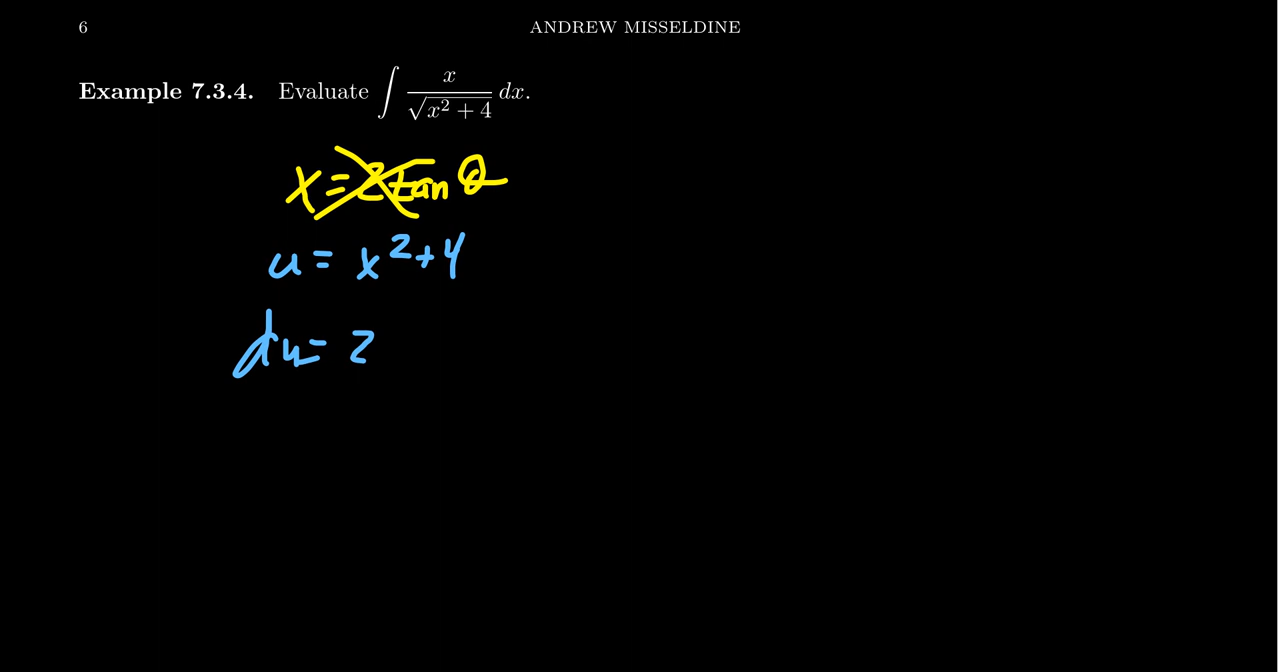 6 ANDREW MISSELDINE
Example 7.3.4. Evaluate ∫ x/√(x² + 4) dx.
x = 2 tan θ
u = x² + 4
du = 2